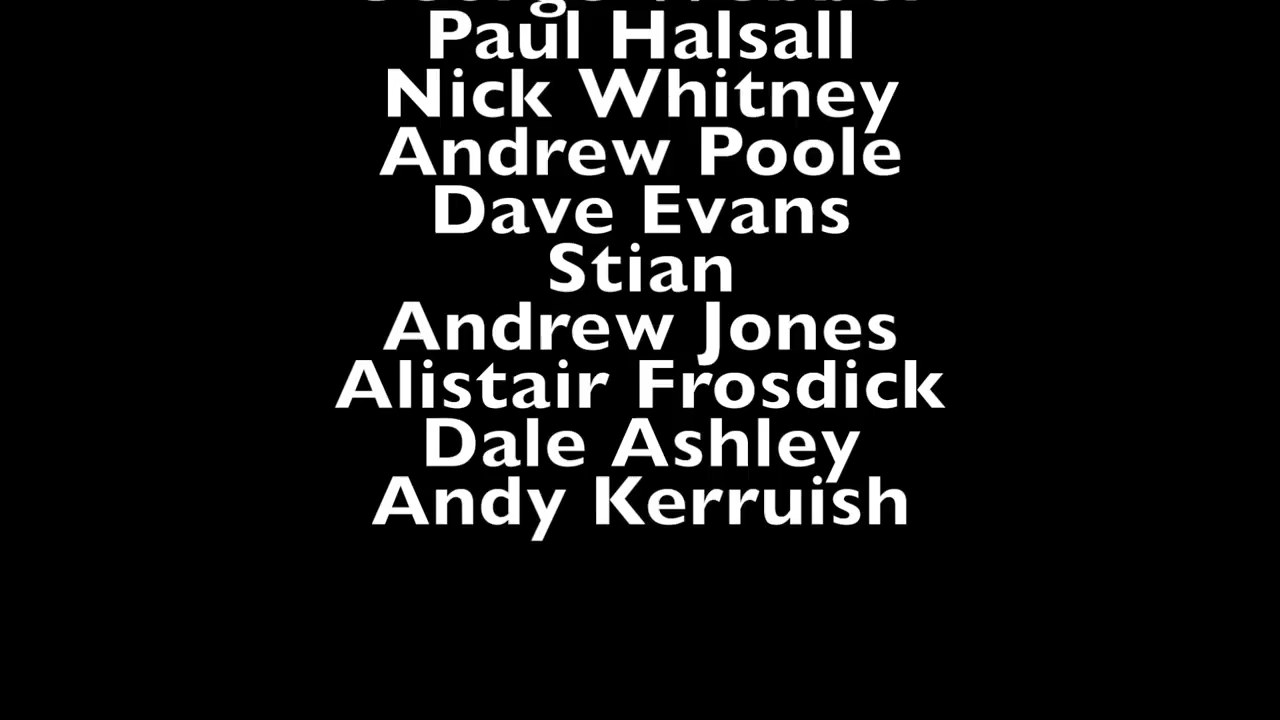 Paul Halsall
Nick Whitney
Andrew Poole
Dave Evans
Stian
Andrew Jones
Alistair Frosdick
Dale Ashley
Andy Kerruish